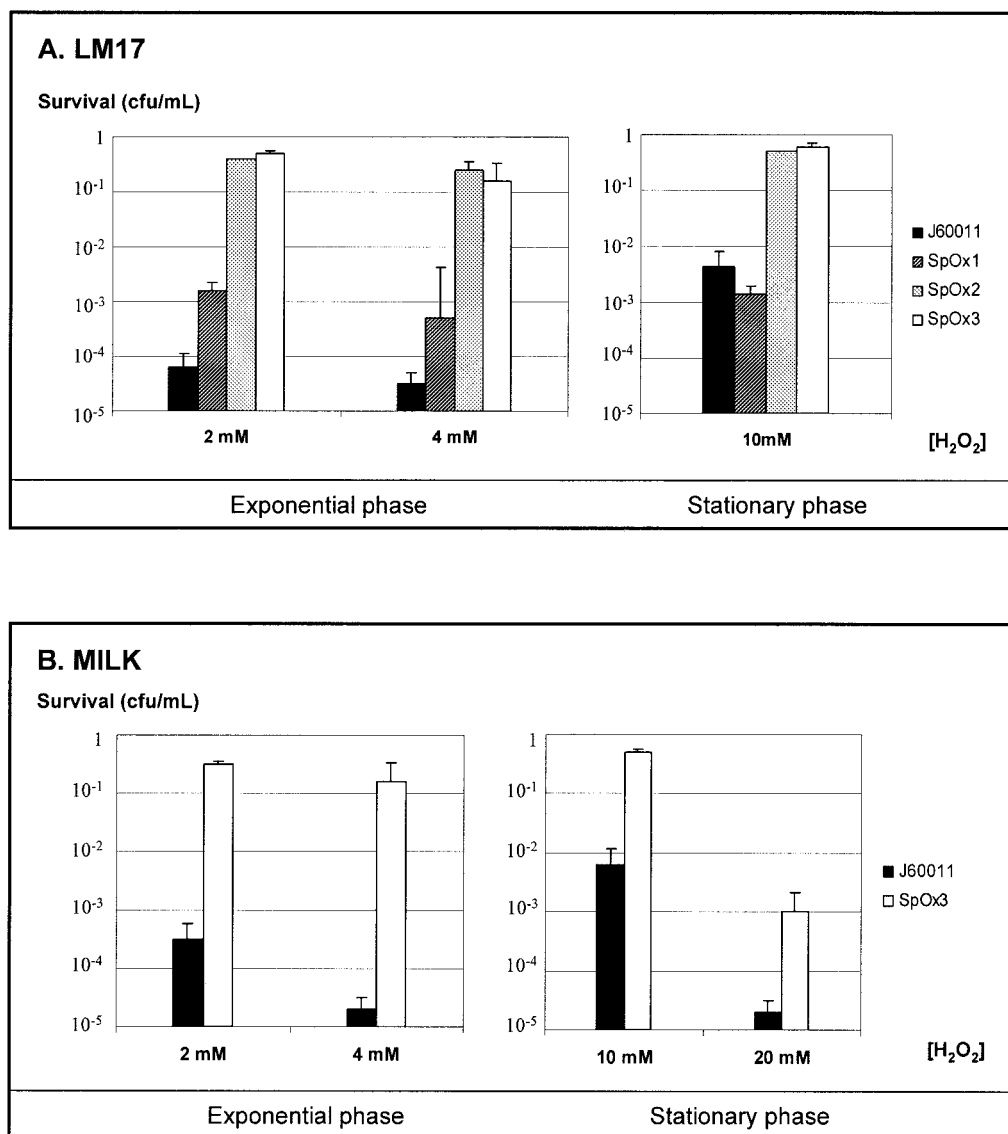 A. LM17
Survival (cfu/mL)
1
10⁻¹
10⁻²
10⁻³
10⁻⁴
10⁻⁵
2 mM
4 mM
1
10⁻¹
10⁻²
10⁻³
10⁻⁴
10⁻⁵
10mM
[H₂O₂]
J60011
SpOx1
SpOx2
SpOx3
Exponential phase
Stationary phase
B. MILK
Survival (cfu/mL)
1
10⁻¹
10⁻²
10⁻³
10⁻⁴
10⁻⁵
2 mM
4 mM
1
10⁻¹
10⁻²
10⁻³
10⁻⁴
10⁻⁵
10 mM
20 mM
[H₂O₂]
J60011
SpOx3
Exponential phase
Stationary phase